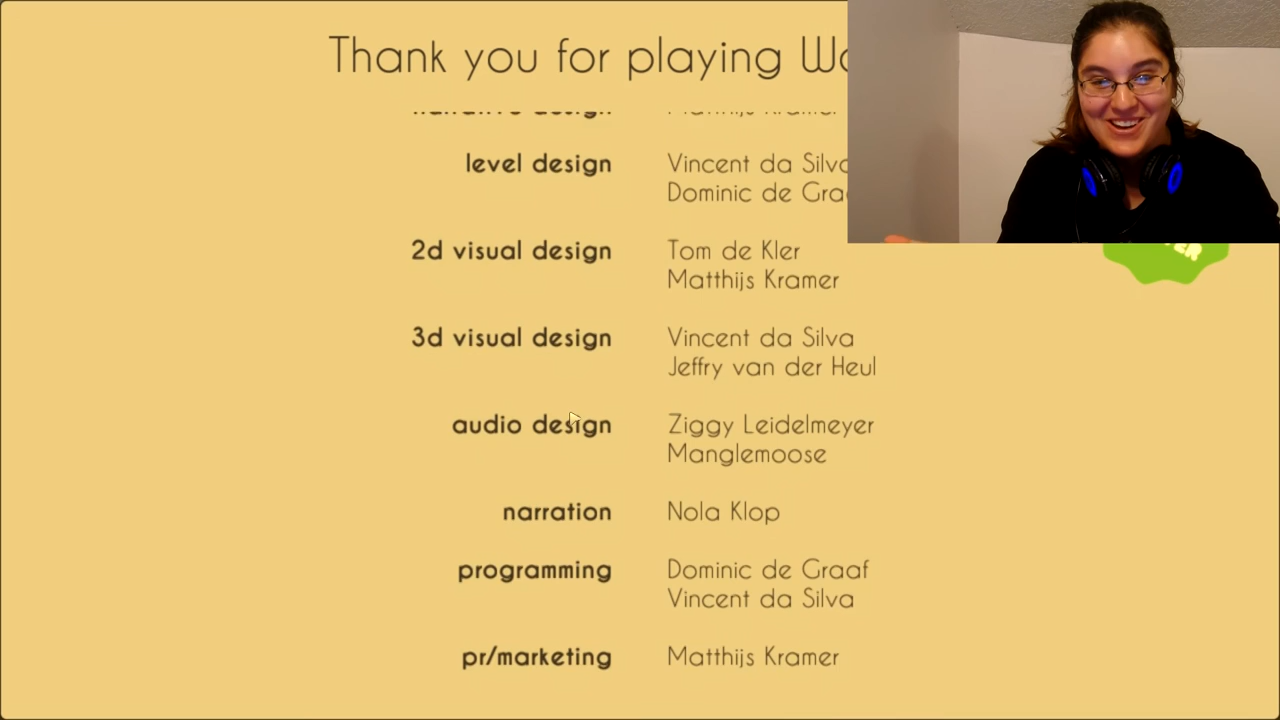 Thank you for playing
level design Vincent da Silva
Dominic de Graa
2d visual design Tom de Kler
Matthijs Kramer
3d visual design Vincent da Silva
Jeffry van der Heul
audio design Ziggy Leidelmeyer
Manglemoose
narration Nola Klop
programming Dominic de Graaf
Vincent da Silva
pr/marketing Matthijs Kramer